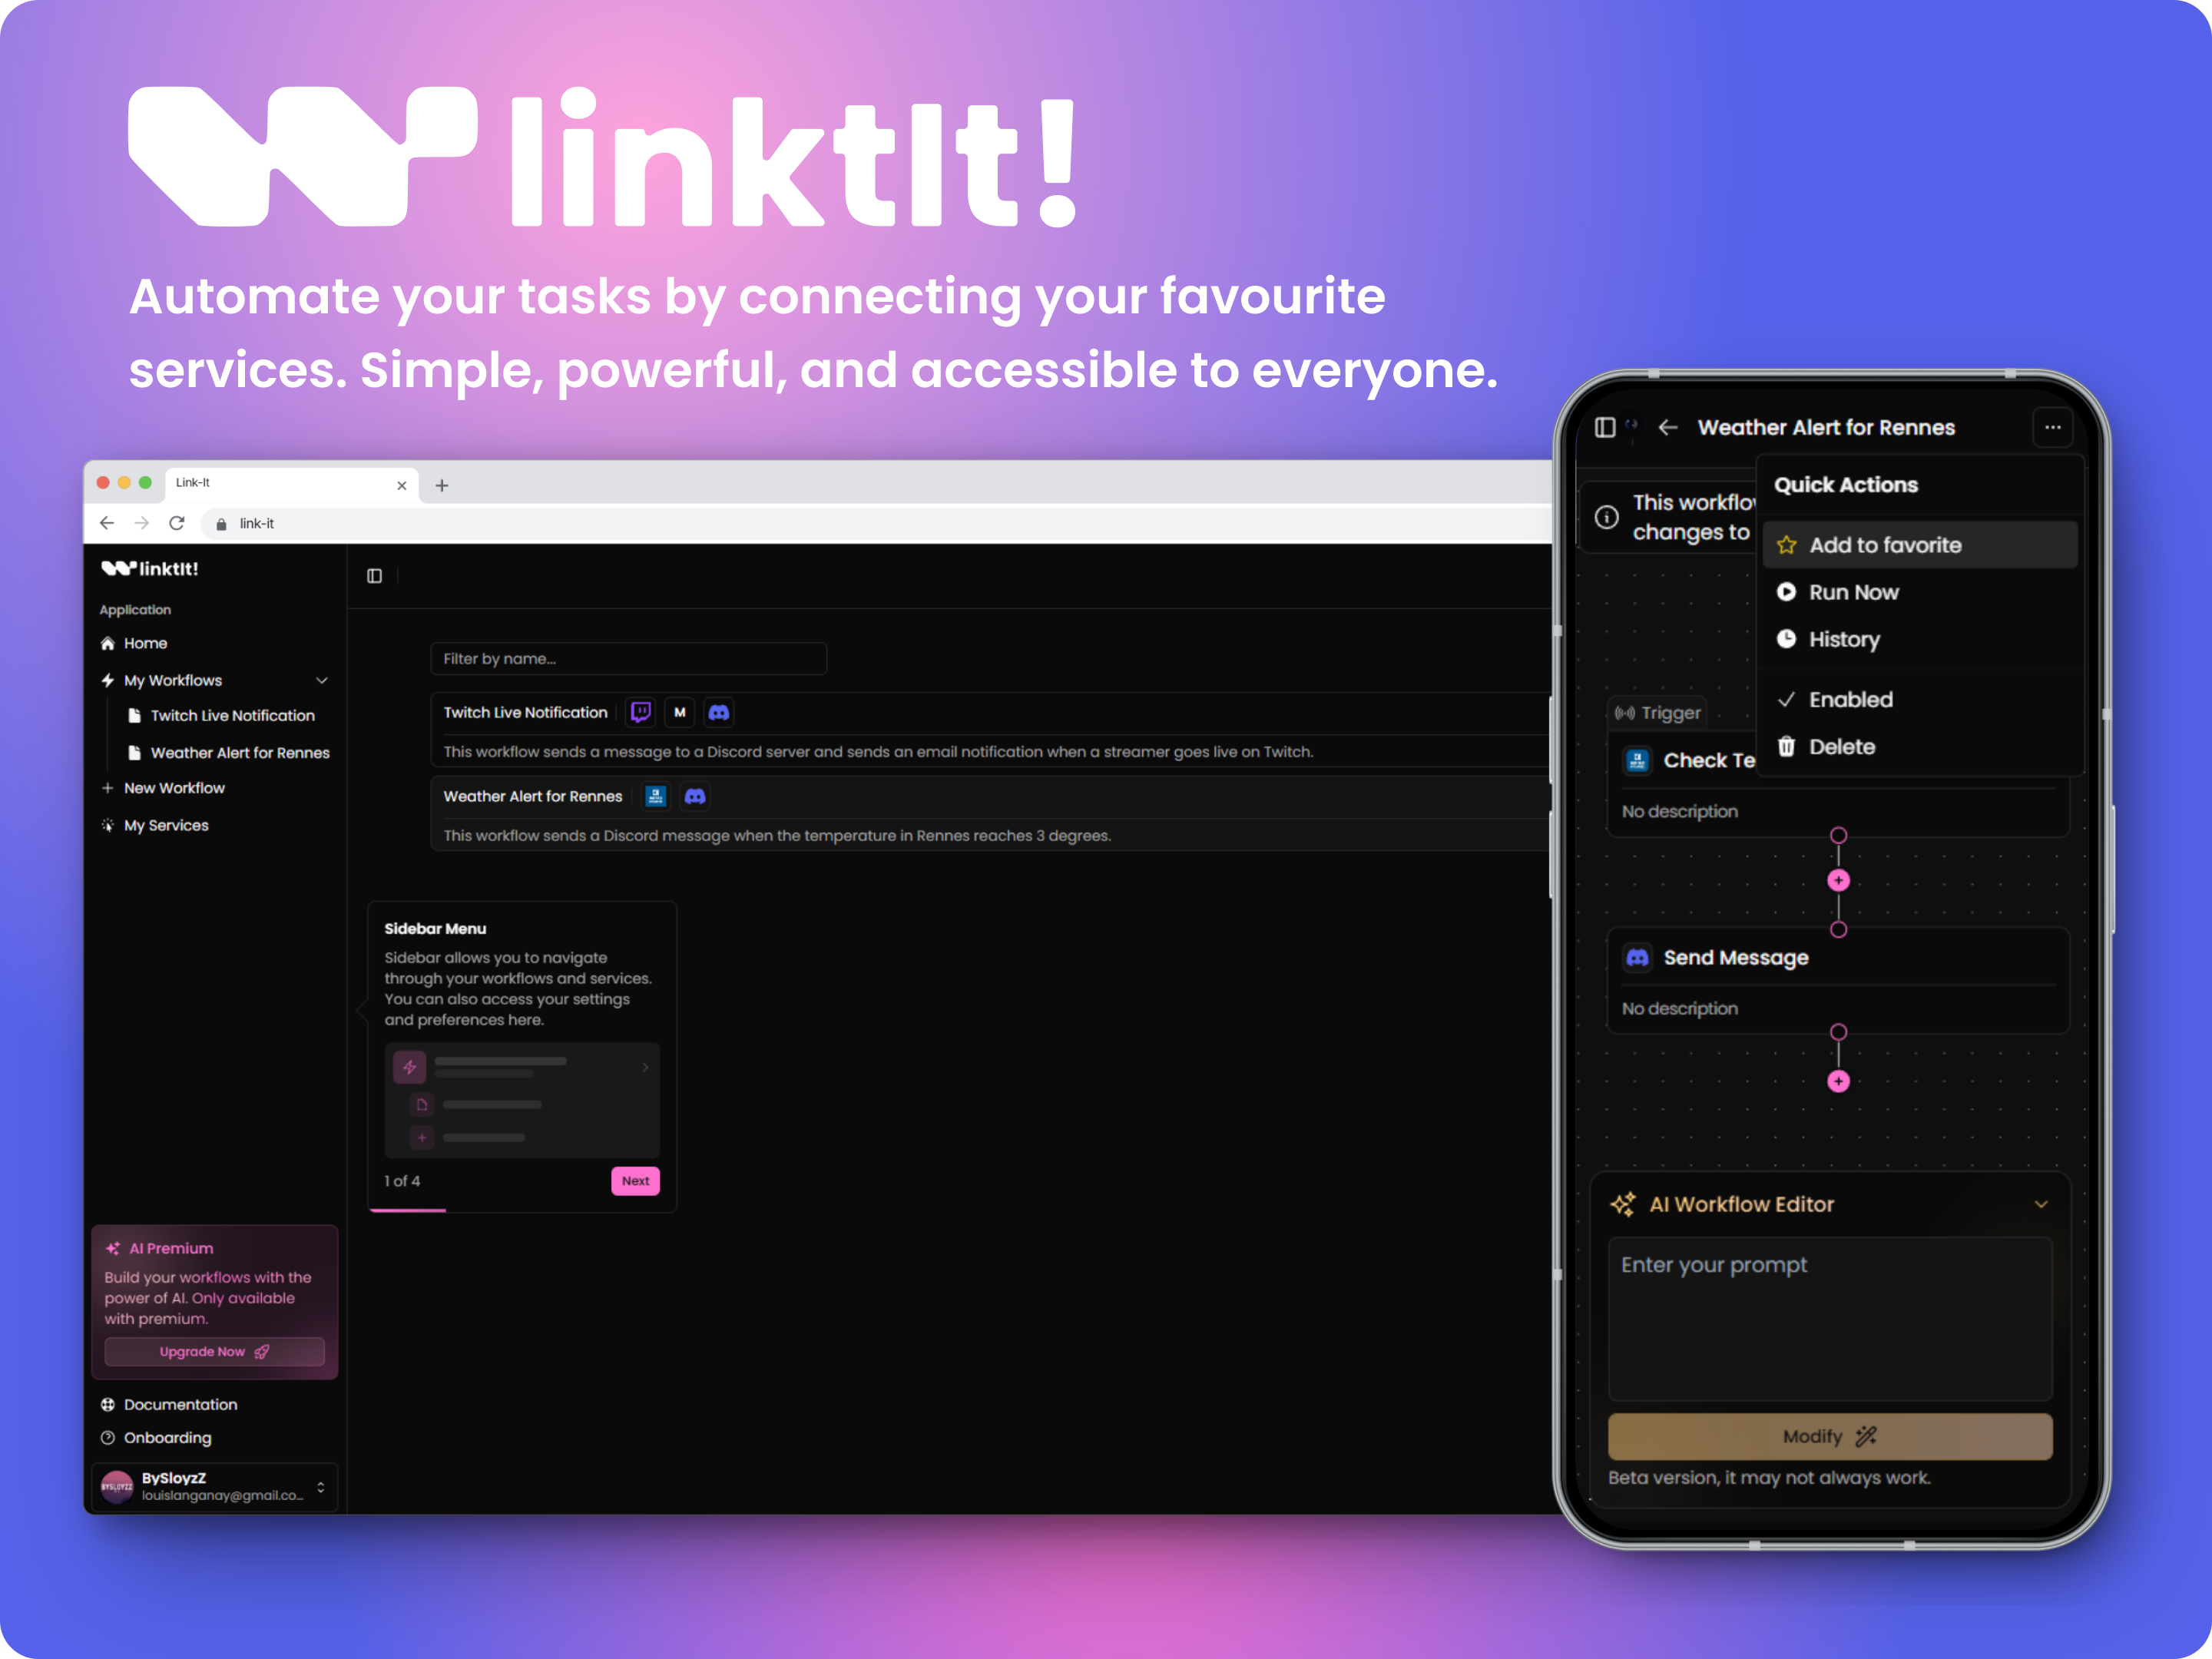 linktIt!
Automate your tasks by connecting your favourite
services. Simple, powerful, and accessible to everyone.
Link-It
link-it
linktIt!
Application
Home
My Workflows
Twitch Live Notification
Weather Alert for Rennes
New Workflow
My Services
Filter by name...
Twitch Live Notification
M
This workflow sends a message to a Discord server and sends an email notification when a streamer goes live on Twitch.
Weather Alert for Rennes
This workflow sends a Discord message when the temperature in Rennes reaches 3 degrees.
Sidebar Menu
Sidebar allows you to navigate
through your workflows and services.
You can also access your settings
and preferences here.
1 of 4
Next
AI Premium
Build your workflows with the
power of AI. Only available
with premium.
Upgrade Now
Documentation
Onboarding
BYSLOYZZ
BySloyzZ
louislanganay@gmail.co...
Weather Alert for Rennes
Quick Actions
Add to favorite
Run Now
History
Enabled
Delete
This workflo
changes to
Trigger
Check Te
No description
Send Message
No description
AI Workflow Editor
Enter your prompt
Modify
Beta version, it may not always work.